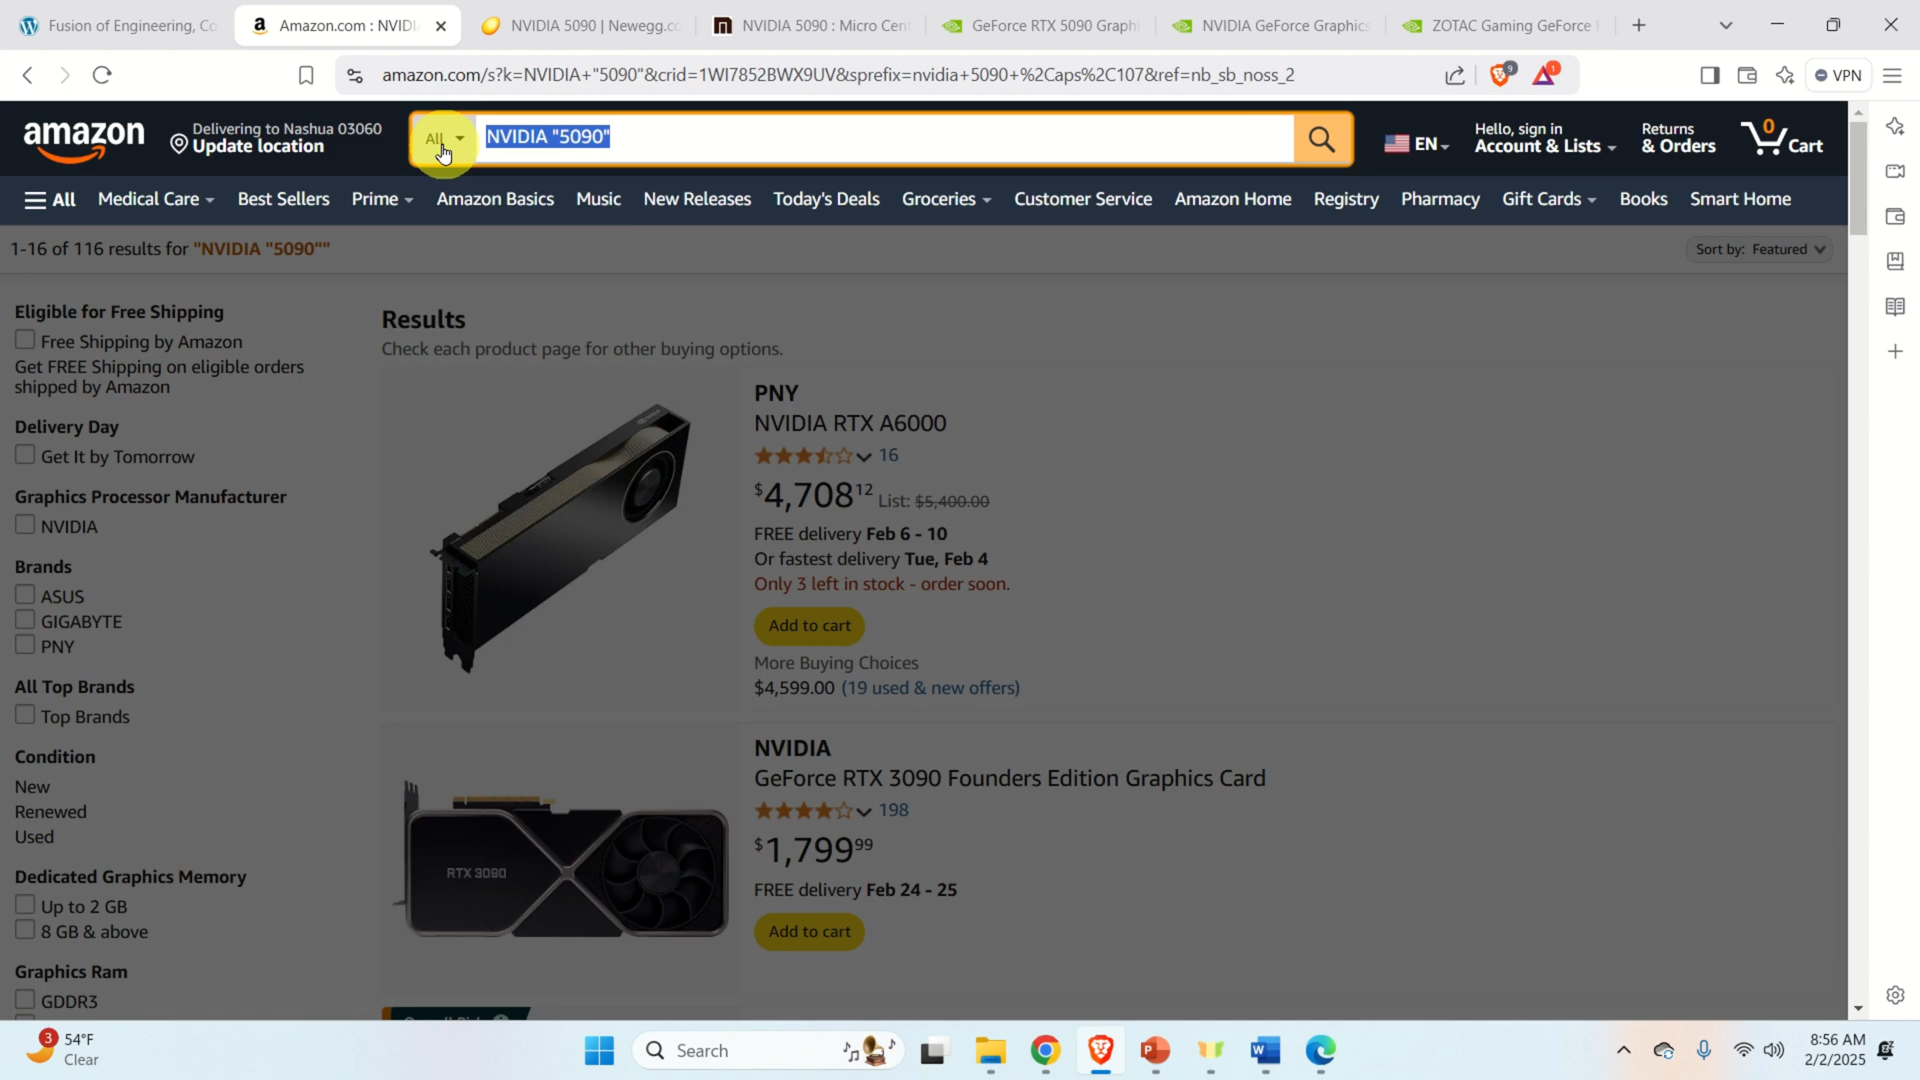 Fusion of Engineering, Co
Amazon.com : NVIDI
NVIDIA 5090 | Newegg.co
NVIDIA 5090 : Micro Cent
GeForce RTX 5090 Graphi
NVIDIA GeForce Graphics
ZOTAC Gaming GeForce
amazon.com/s?k=NVIDIA+"5090"&crid=1WI7852BWX9UV&sprefix=nvidia+5090+%2Caps%2C107&ref=nb_sb_noss_2
9
1
VPN
amazon
Delivering to Nashua 03060
Update location
All
NVIDIA "5090"
EN
Hello, sign in
Account & Lists
Returns
& Orders
0
Cart
All
Medical Care
Best Sellers
Prime
Amazon Basics
Music
New Releases
Today's Deals
Groceries
Customer Service
Amazon Home
Registry
Pharmacy
Gift Cards
Books
Smart Home
1-16 of 116 results for "NVIDIA "5090""
Sort by: Featured
Eligible for Free Shipping
Free Shipping by Amazon
Get FREE Shipping on eligible orders
shipped by Amazon
Delivery Day
Get It by Tomorrow
Graphics Processor Manufacturer
NVIDIA
Brands
ASUS
GIGABYTE
PNY
All Top Brands
Top Brands
Condition
New
Renewed
Used
Dedicated Graphics Memory
Up to 2 GB
8 GB & above
Graphics Ram
GDDR3
Results
Check each product page for other buying options.
PNY
NVIDIA RTX A6000
16
$4,70812 List: $5,400.00
FREE delivery Feb 6 - 10
Or fastest delivery Tue, Feb 4
Only 3 left in stock - order soon.
Add to cart
More Buying Choices
$4,599.00 (19 used & new offers)
RTX 3090
NVIDIA
GeForce RTX 3090 Founders Edition Graphics Card
198
$1,79999
FREE delivery Feb 24 - 25
Add to cart
3
54°F
Clear
Search
8:56 AM
2/2/2025